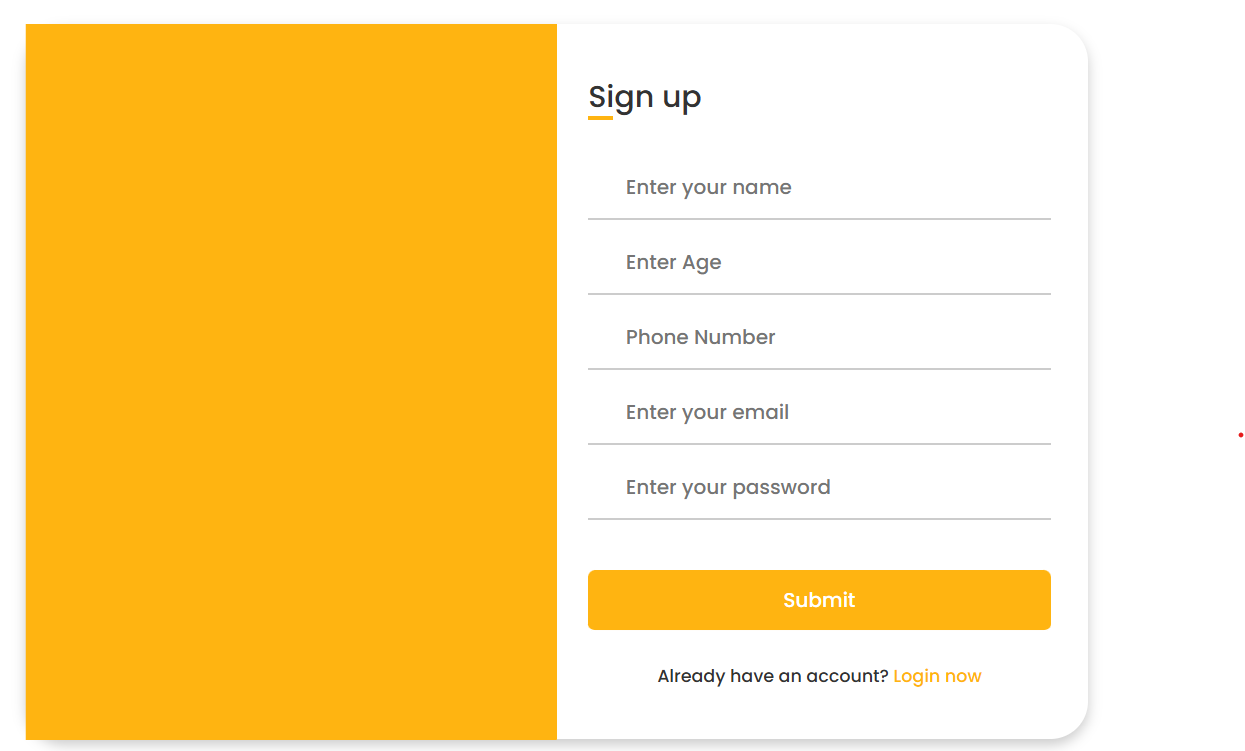 Sign up
Enter your name
Enter Age
Phone Number
Enter your email
Enter your password
Submit
Already have an account? Login now